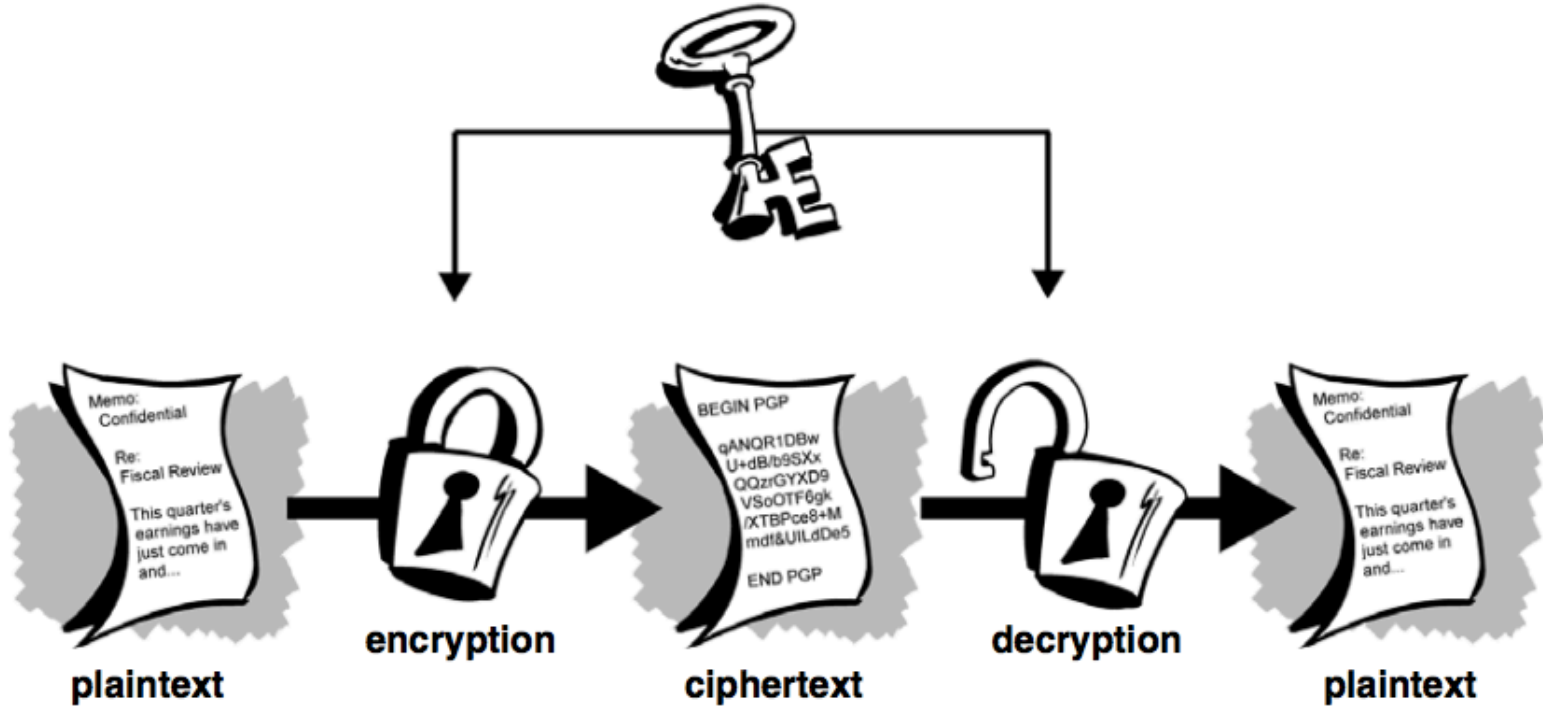 Memo:
Confidential
Re:
Fiscal Review
This quarter's
earnings have
just come in
and...
plaintext
encryption
BEGIN PGP
qANQR1DBw
U+dB/b9SXx
QQzrGYXD9
VSoOTF6gk
/XTBPce8+M
mdf&UILdDe5
END PGP
ciphertext
decryption
Memo:
Confidential
Re:
Fiscal Review
This quarter's
earnings have
just come in
and...
plaintext